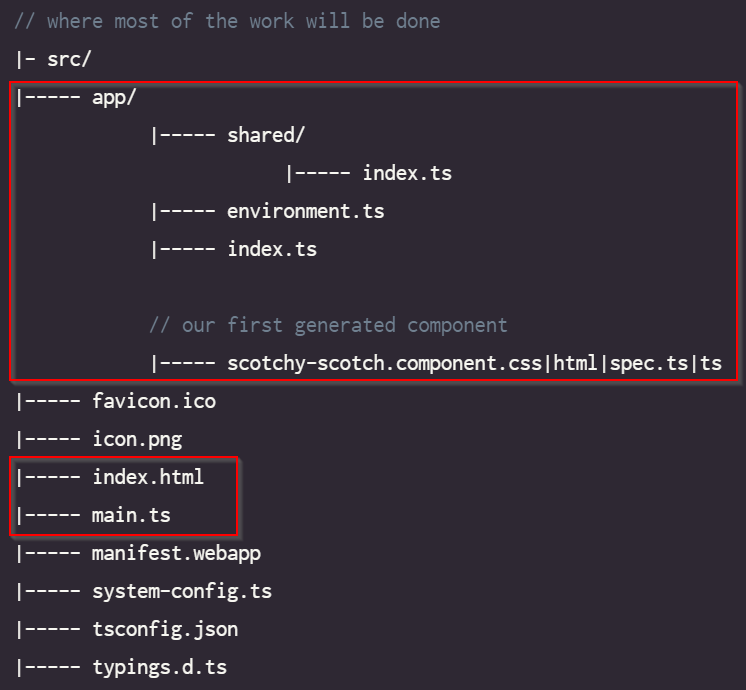 // where most of the work will be done
|- src/
|----- app/
|----- shared/
|----- index.ts
|----- environment.ts
|----- index.ts
// our first generated component
|----- scotchy-scotch.component.css|html|spec.ts|ts
|----- favicon.ico
|----- icon.png
|----- index.html
|----- main.ts
|----- manifest.webapp
|----- system-config.ts
|----- tsconfig.json
|----- typings.d.ts